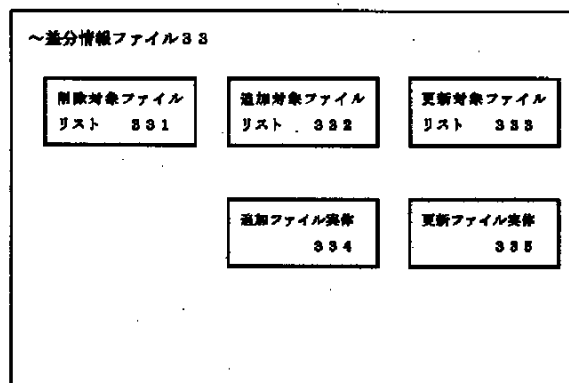 ～差分情報ファイル３３
削除対象ファイル
リスト　３３１
追加対象ファイル
リスト　３３２
更新対象ファイル
リスト　３３３
追加ファイル実体
３３４
更新ファイル実体
３３５